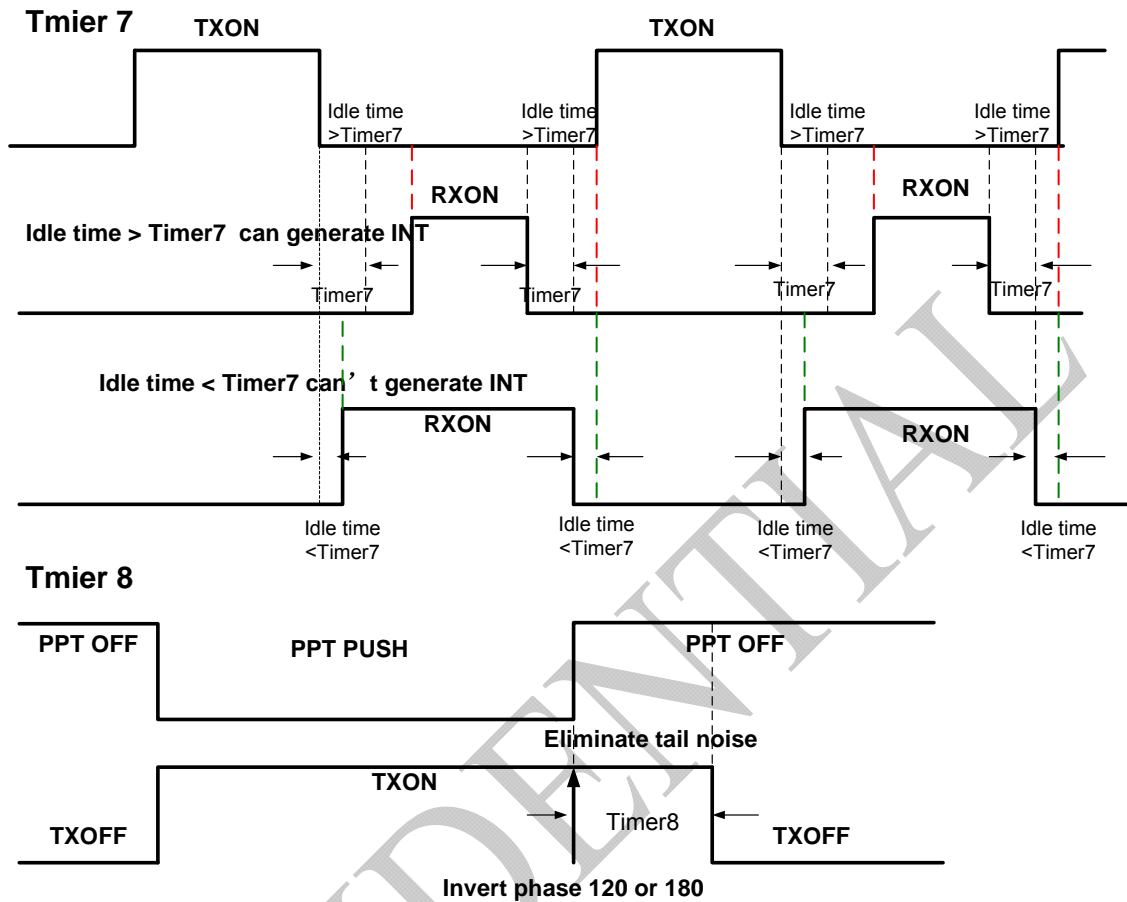 Tmier 7
TXON
TXON
Idle time
>Timer7
Idle time
>Timer7
Idle time
>Timer7
Idle time
>Timer7
RXON
RXON
Idle time > Timer7 can generate INT
Timer7
Timer7
Timer7
Timer7
Idle time < Timer7 can’t generate INT
RXON
RXON
Idle time
<Timer7
Idle time
<Timer7
Idle time
<Timer7
Idle time
<Timer7
Tmier 8
PPT OFF
PPT PUSH
PPT OFF
Eliminate tail noise
TXON
TXOFF
Timer8
TXOFF
Invert phase 120 or 180